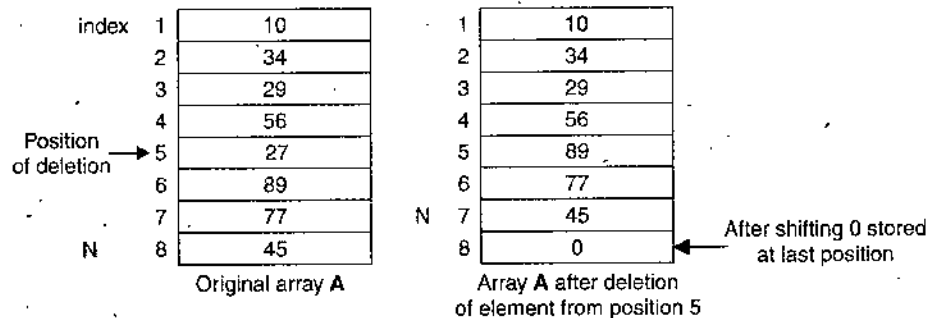 index 1 10
2 34
3 29
4 56
Position
of deletion
5 27
6 89
7 77
N 8 45
Original array A
1 10
2 34
3 29
4 56
5 89
6 77
N 7 45
8 0
Array A after deletion
of element from position 5
After shifting 0 stored
at last position